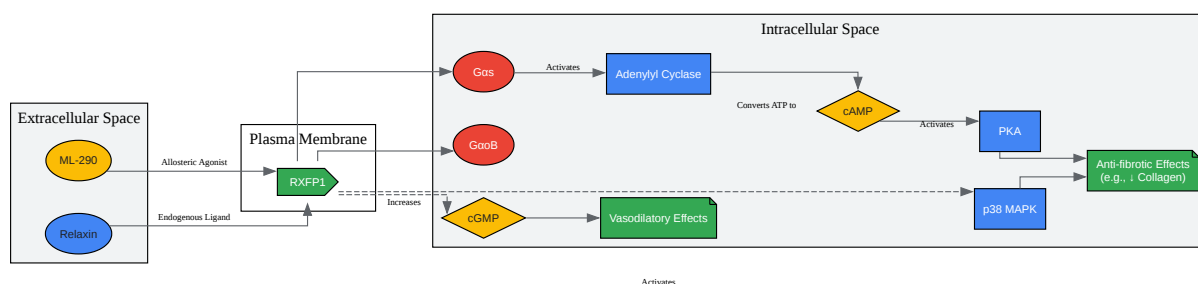 Intracellular Space
Gαs
Activates
Adenylyl Cyclase
Converts ATP to
cAMP
Activates
PKA
Extracellular Space
Plasma Membrane
GαoB
ML-290
Allosteric Agonist
RXFP1
Anti-fibrotic Effects
(e.g., ↓ Collagen)
Relaxin
Endogenous Ligand
Increases
cGMP
Vasodilatory Effects
p38 MAPK
Activates